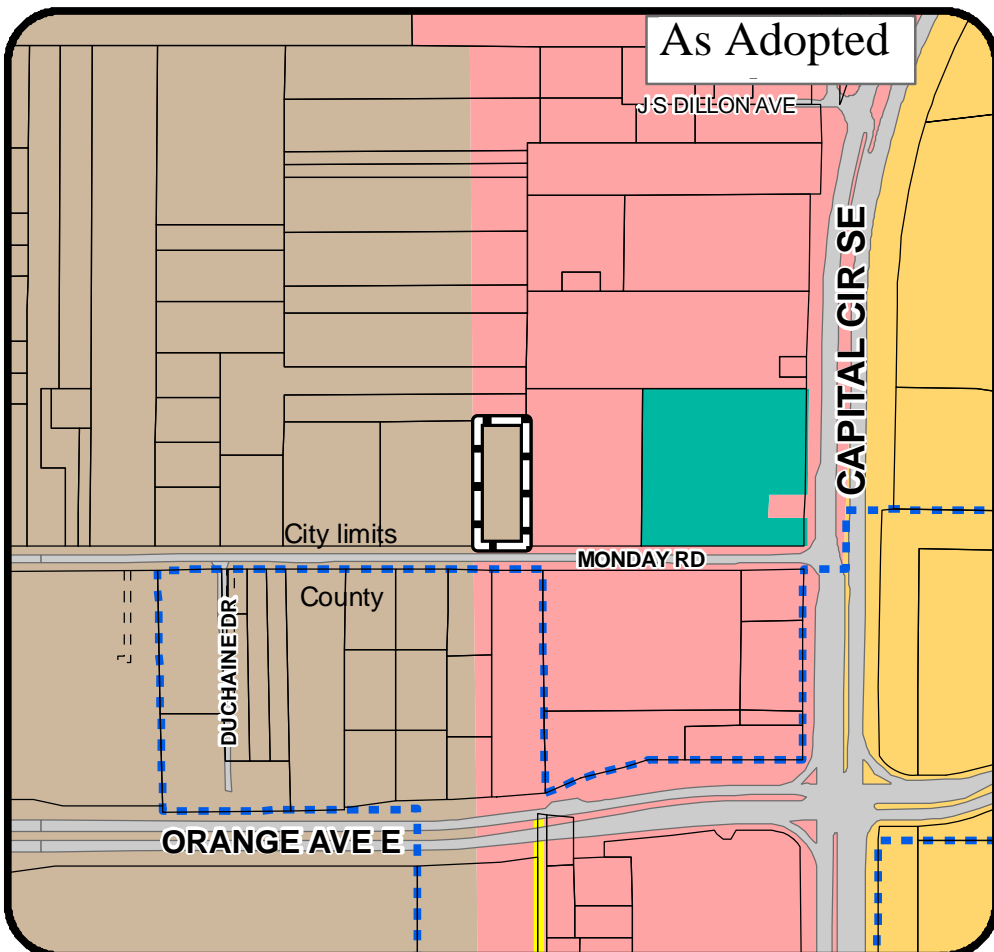 As Adopted
J S DILLON AVE
CAPITAL CIR SE
City limits
MONDAY RD
County
DUCHAINE DR
ORANGE AVE E